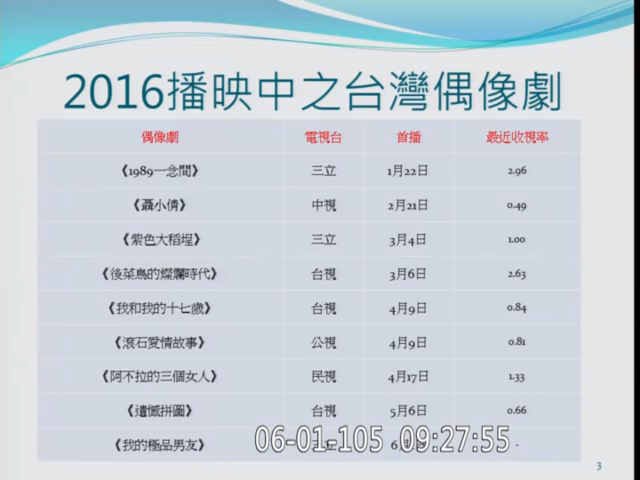 2016播映中之台灣偶像劇
偶像劇 電視台 首播 最近收視率
《1989一念間》 三立 1月22日 2.96
《聶小倩》 中視 2月21日 0.49
《紫色大稻埕》 三立 3月4日 1.00
《後菜鳥的燦爛時代》 台視 3月6日 2.63
《我和我的十七歲》 台視 4月9日 0.84
《滾石愛情故事》 公視 4月9日 0.81
《阿不拉的三個女人》 民視 4月17日 1.33
《遺憾拼圖》 台視 5月6日 0.66
《我的極品男友》 -
06-01.105 09:27:55
3